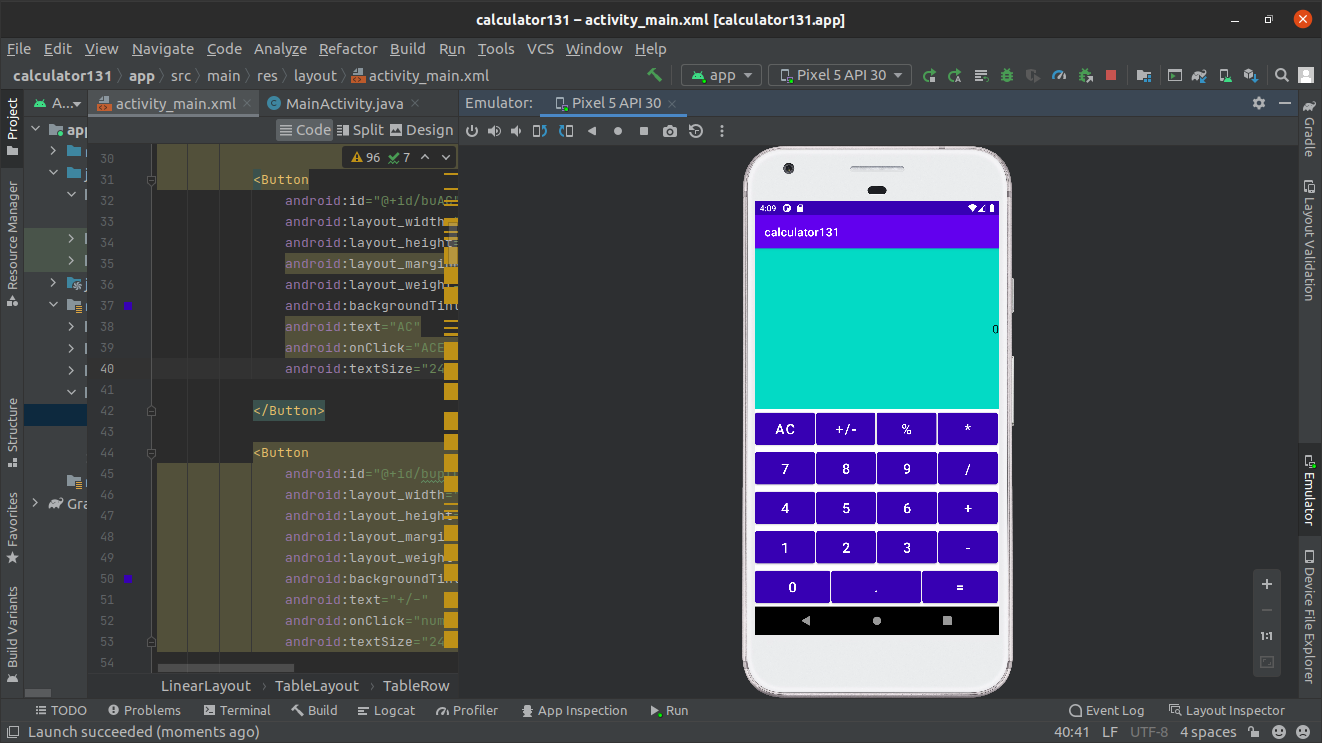 calculator131 – activity_main.xml [calculator131.app]
File Edit View Navigate Code Analyze Refactor Build Run Tools VCS Window Help
calculator131 app src main res layout activity_main.xml app Pixel 5 API 30
Project
A...
activity_main.xml MainActivity.java
Emulator: Pixel 5 API 30
Code Split Design
app
Gra
Resource Manager
Structure
Favorites
Build Variants
96 7
30
31 <Button
32 android:id="@+id/buAC"
33 android:layout_width
34 android:layout_height
35 android:layout_margin
36 android:layout_weight
37 android:backgroundTint
38 android:text="AC"
39 android:onClick="ACE
40 android:textSize="24
41
42 </Button>
43
44 <Button
45 android:id="@+id/bup
46 android:layout_width=
47 android:layout_height
48 android:layout_margi
49 android:layout_weight
50 android:backgroundTint
51 android:text="+/-"
52 android:onClick="num
53 android:textSize="24
54
LinearLayout TableLayout TableRow
4:09
calculator131
0
AC +/- % *
7 8 9 /
4 5 6 +
1 2 3 -
0 . =
1:1
Gradle
Layout Validation
Emulator
Device File Explorer
TODO Problems Terminal Build Logcat Profiler App Inspection Run Event Log Layout Inspector
Launch succeeded (moments ago) 40:41 LF UTF-8 4 spaces